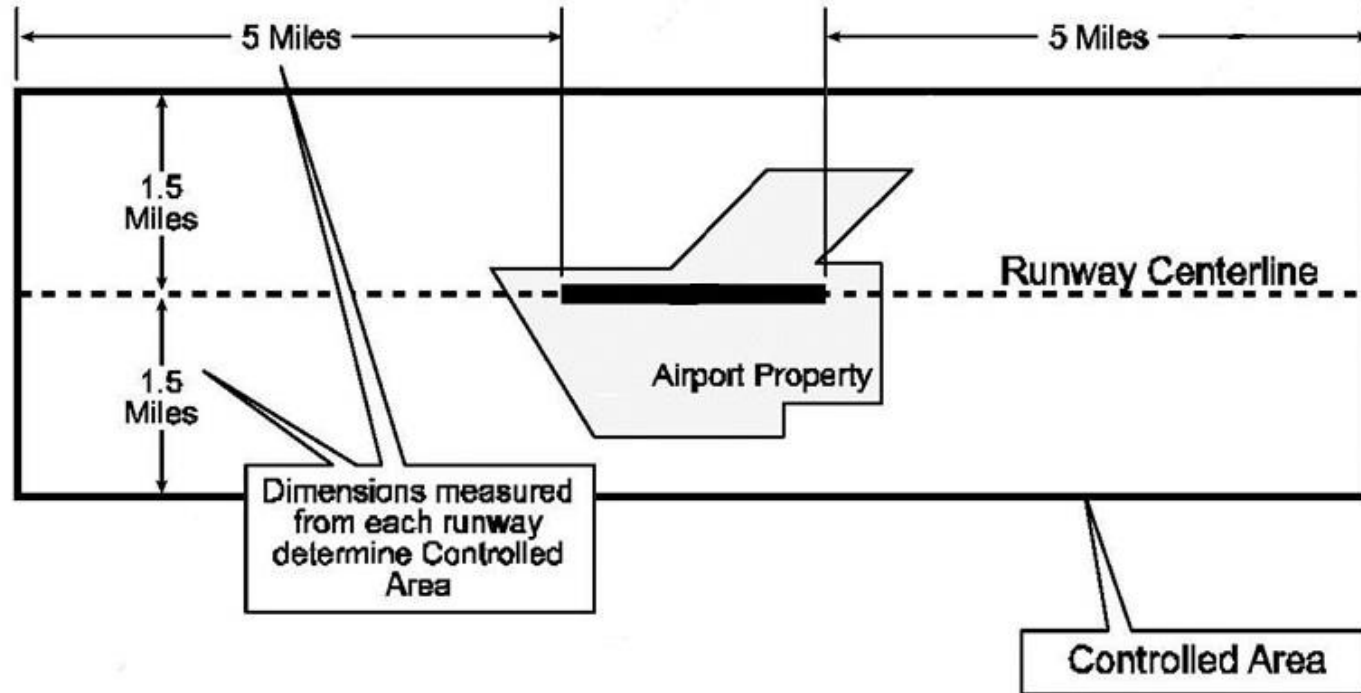 5 Miles
5 Miles
1.5
Miles
Runway Centerline
1.5
Miles
Airport Property
Dimensions measured
from each runway
determine Controlled
Area
Controlled Area